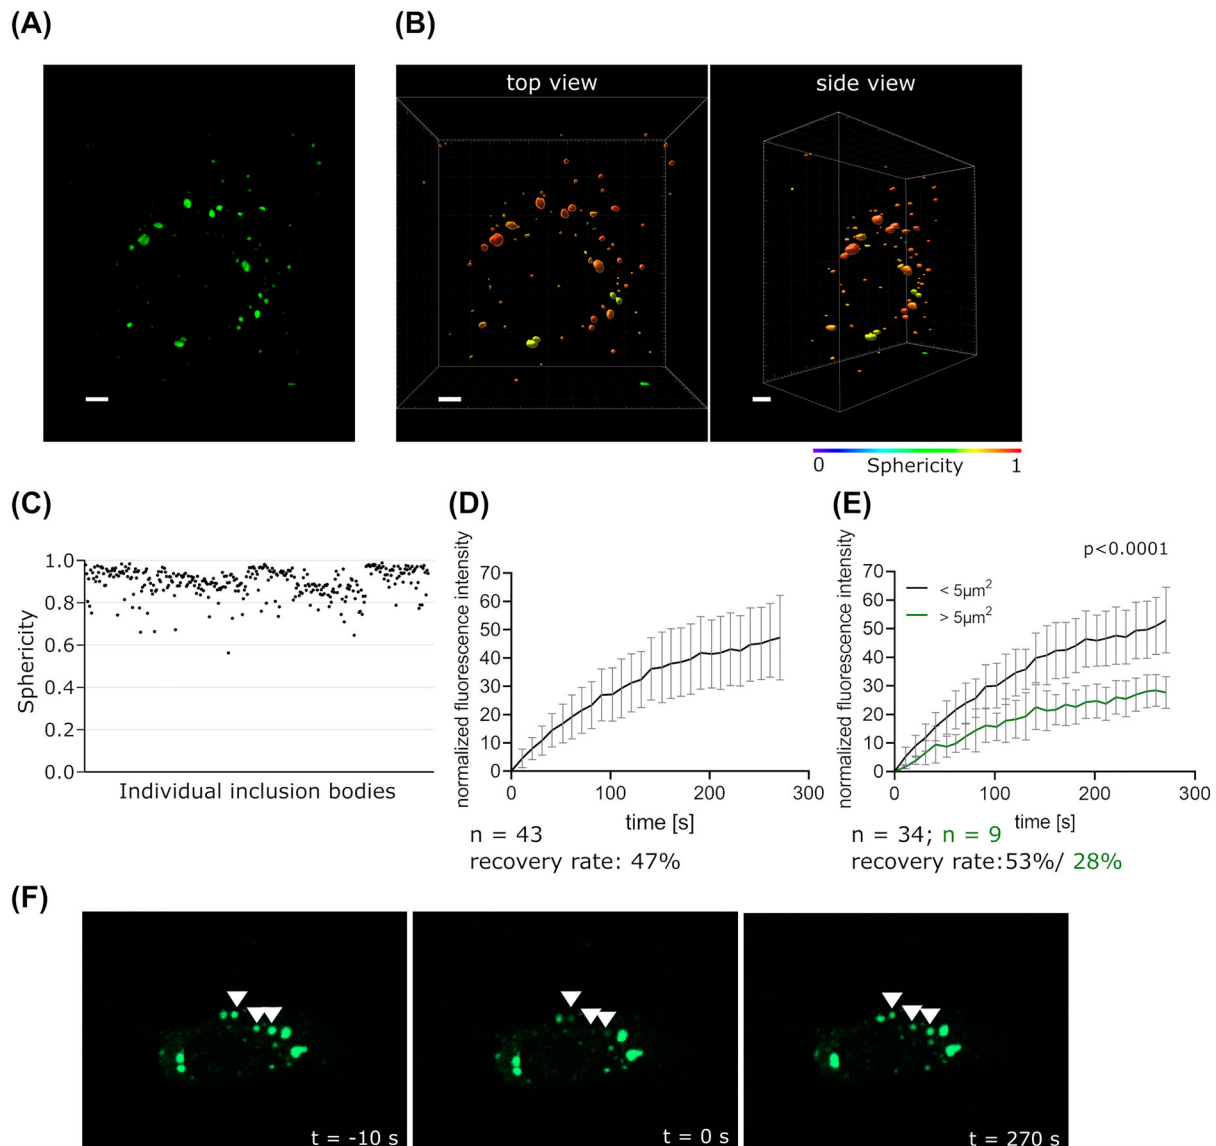 (A)
(B)
top view
side view
0 Sphericity 1
(C)
Sphericity
1.0
0.8
0.6
0.4
0.2
0.0
Individual inclusion bodies
(D)
normalized fluorescence intensity
70
60
50
40
30
20
10
0
0 100 200 300
time [s]
n = 43
recovery rate: 47%
(E)
p<0.0001
normalized fluorescence intensity
70
60
50
40
30
20
10
0
< 5µm²
> 5µm²
0 100 200 300
time [s]
n = 34; n = 9
recovery rate:53%/ 28%
(F)
t = -10 s
t = 0 s
t = 270 s